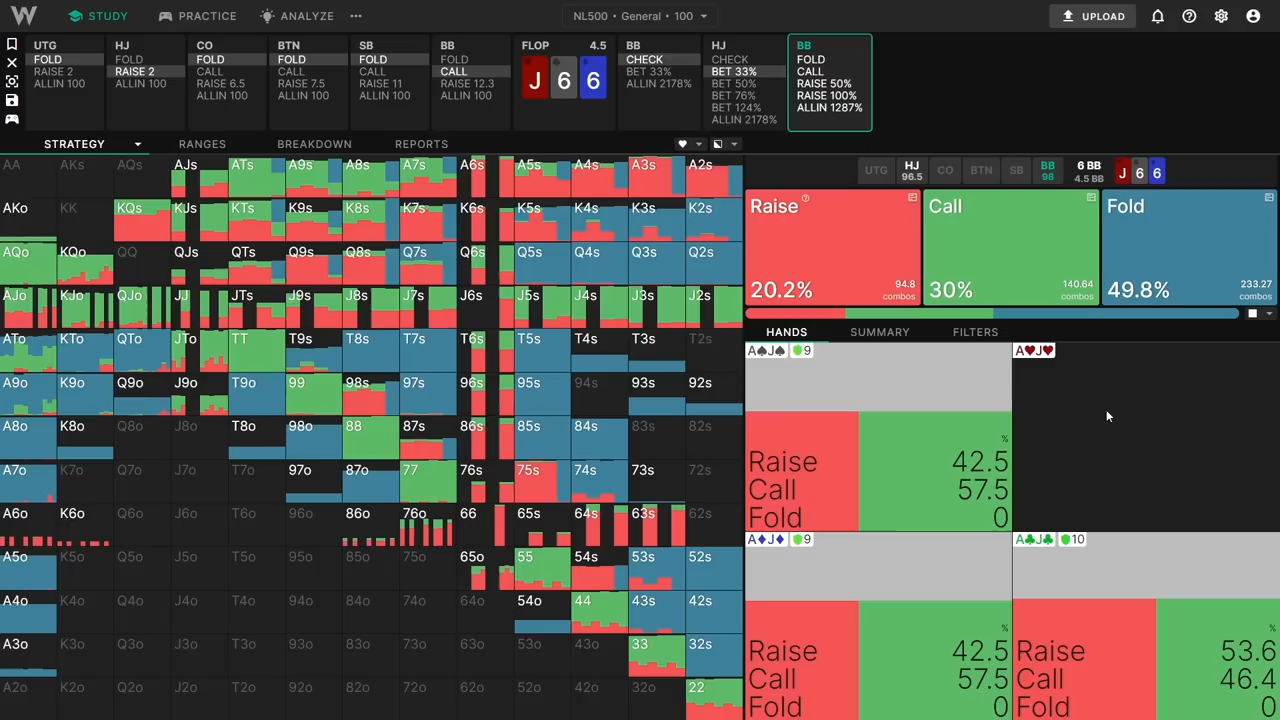 W STUDY PRACTICE ANALYZE ••• NL500 • General • 100 UPLOAD
UTG HJ CO BTN SB BB FLOP 4.5 BB HJ BB
FOLD FOLD FOLD FOLD FOLD FOLD CHECK CHECK FOLD
RAISE 2 RAISE 2 CALL CALL CALL CALL J 6 6 BET 33% BET 33% CALL
ALLIN 100 ALLIN 100 RAISE 6.5 RAISE 7.5 RAISE 11 RAISE 12.3 ALLIN 2178% BET 50% RAISE 50%
ALLIN 100 ALLIN 100 ALLIN 100 ALLIN 100 BET 76% RAISE 100%
BET 124% ALLIN 1287%
ALLIN 2178%
STRATEGY RANGES BREAKDOWN REPORTS
AA AKs AQs AJs ATs A9s A8s A7s A6s A5s A4s A3s A2s
AKo KK KQs KJs KTs K9s K8s K7s K6s K5s K4s K3s K2s
AQo KQo QQ QJs QTs Q9s Q8s Q7s Q6s Q5s Q4s Q3s Q2s
AJo KJo QJo JJ JTs J9s J8s J7s J6s J5s J4s J3s J2s
ATo KTo QTo JTo TT T9s T8s T7s T6s T5s T4s T3s T2s
A9o K9o Q9o J9o T9o 99 98s 97s 96s 95s 94s 93s 92s
A8o K8o Q8o J8o T8o 98o 88 87s 86s 85s 84s 83s 82s
A7o K7o Q7o J7o T7o 97o 87o 77 76s 75s 74s 73s 72s
A6o K6o Q6o J6o T6o 96o 86o 76o 66 65s 64s 63s 62s
A5o K5o Q5o J5o T5o 95o 85o 75o 65o 55 54s 53s 52s
A4o K4o Q4o J4o T4o 94o 84o 74o 64o 54o 44 43s 42s
A3o K3o Q3o J3o T3o 93o 83o 73o 63o 53o 43o 33 32s
A2o K2o Q2o J2o T2o 92o 82o 72o 62o 52o 42o 32o 22
UTG HJ 96.5 CO BTN SB BB 98 6 BB 4.5 BB J 6 6
Raise Call Fold
20.2% 94.8 combos 30% 140.64 combos 49.8% 233.27 combos
HANDS SUMMARY FILTERS
A♠J♠ 9 A♥J♥
%
Raise 42.5
Call 57.5
Fold 0
A♦J♦ 9 A♣J♣ 10
% %
Raise 42.5 Raise 53.6
Call 57.5 Call 46.4
Fold 0 Fold 0